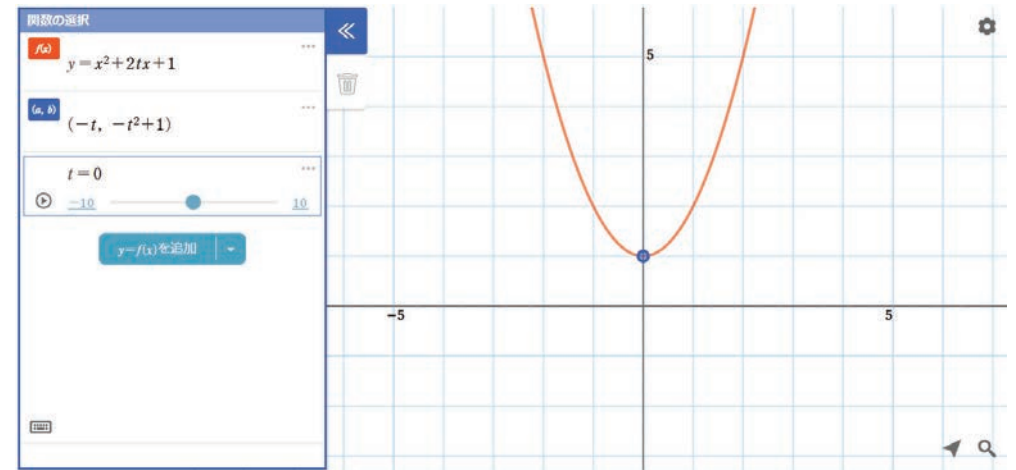 関数の選択
f(x)
y=x²+2tx+1
(a, b)
(−t, −t²+1)
t=0
−10
10
y=f(x)を追加
5
−5
5